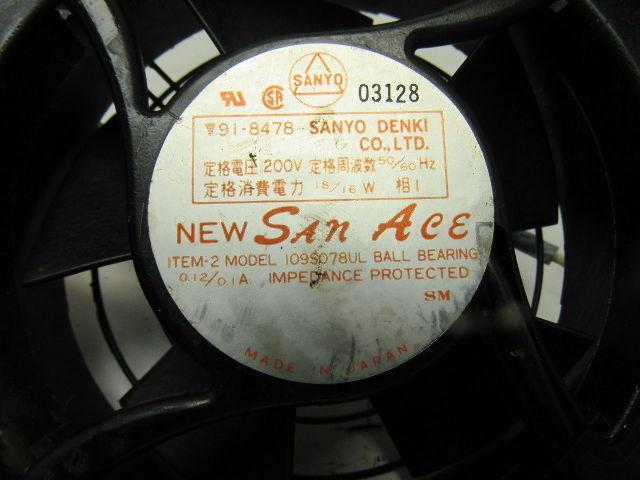 SANYO
03128
▽91-8478 SANYO DENKI
CO.,LTD.
定格電圧 200V 定格周波数 50/60 Hz
定格消費電力 18/16 W 相 1
NEW SAN ACE
ITEM-2 MODEL 109S078UL BALL BEARING
0.12/0.1A IMPEDANCE PROTECTED
SM
MADE IN JAPAN